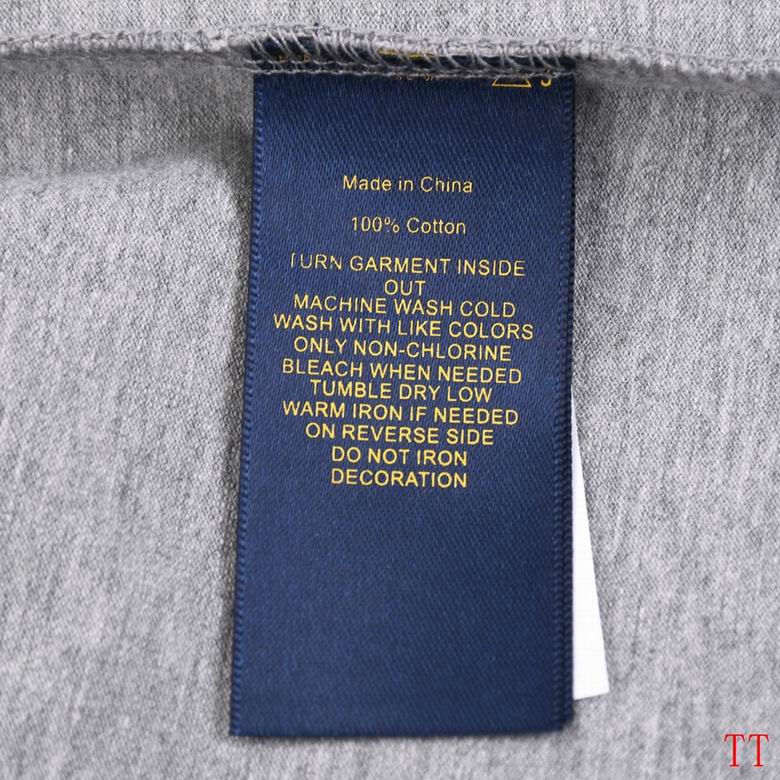 Made in China
100% Cotton
TURN GARMENT INSIDE
OUT
MACHINE WASH COLD
WASH WITH LIKE COLORS
ONLY NON-CHLORINE
BLEACH WHEN NEEDED
TUMBLE DRY LOW
WARM IRON IF NEEDED
ON REVERSE SIDE
DO NOT IRON
DECORATION
TT